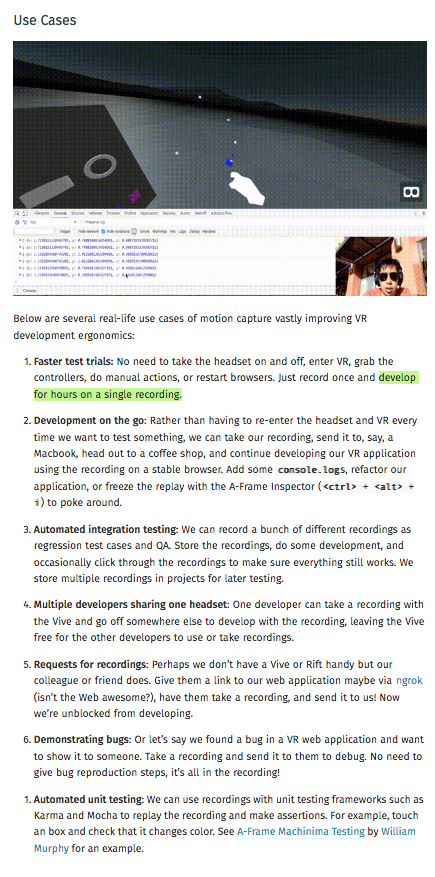 Use Cases
Elements Console Sources Network Timeline Profiles Application Security Audits
top Preserve log
Console
Below are several real-life use cases of motion capture vastly improving VR
development ergonomics:
1. Faster test trials: No need to take the headset on and off, enter VR, grab the
controllers, do manual actions, or restart browsers. Just record once and develop
for hours on a single recording.
2. Development on the go: Rather than having to re-enter the headset and VR every
time we want to test something, we can take our recording, send it to, say, a
Macbook, head out to a coffee shop, and continue developing our VR application
using the recording on a stable browser. Add some console.logs, refactor our
application, or freeze the replay with the A-Frame Inspector (<ctrl> + <alt> +
i) to poke around.
3. Automated integration testing: We can record a bunch of different recordings as
regression test cases and QA. Store the recordings, do some development, and
occasionally click through the recordings to make sure everything still works. We
store multiple recordings in projects for later testing.
4. Multiple developers sharing one headset: One developer can take a recording with
the Vive and go off somewhere else to develop with the recording, leaving the Vive
free for the other developers to use or take recordings.
5. Requests for recordings: Perhaps we don't have a Vive or Rift handy but our
colleague or friend does. Give them a link to our web application maybe via ngrok
(isn't the Web awesome?), have them take a recording, and send it to us! Now
we're unblocked from developing.
6. Demonstrating bugs: Or let's say we found a bug in a VR web application and want
to show it to someone. Take a recording and send it to them to debug. No need to
give bug reproduction steps, it's all in the recording!
1. Automated unit testing: We can use recordings with unit testing frameworks such as
Karma and Mocha to replay the recording and make assertions. For example, touch
an box and check that it changes color. See A-Frame Machinima Testing by William
Murphy for an example.